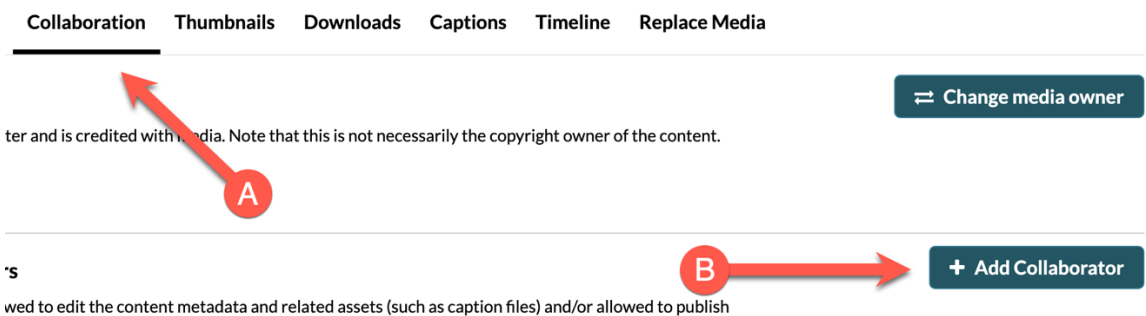 Collaboration Thumbnails Downloads Captions Timeline Replace Media
Change media owner
ter and is credited with media. Note that this is not necessarily the copyright owner of the content.
A
B
+ Add Collaborator
rs
wed to edit the content metadata and related assets (such as caption files) and/or allowed to publish